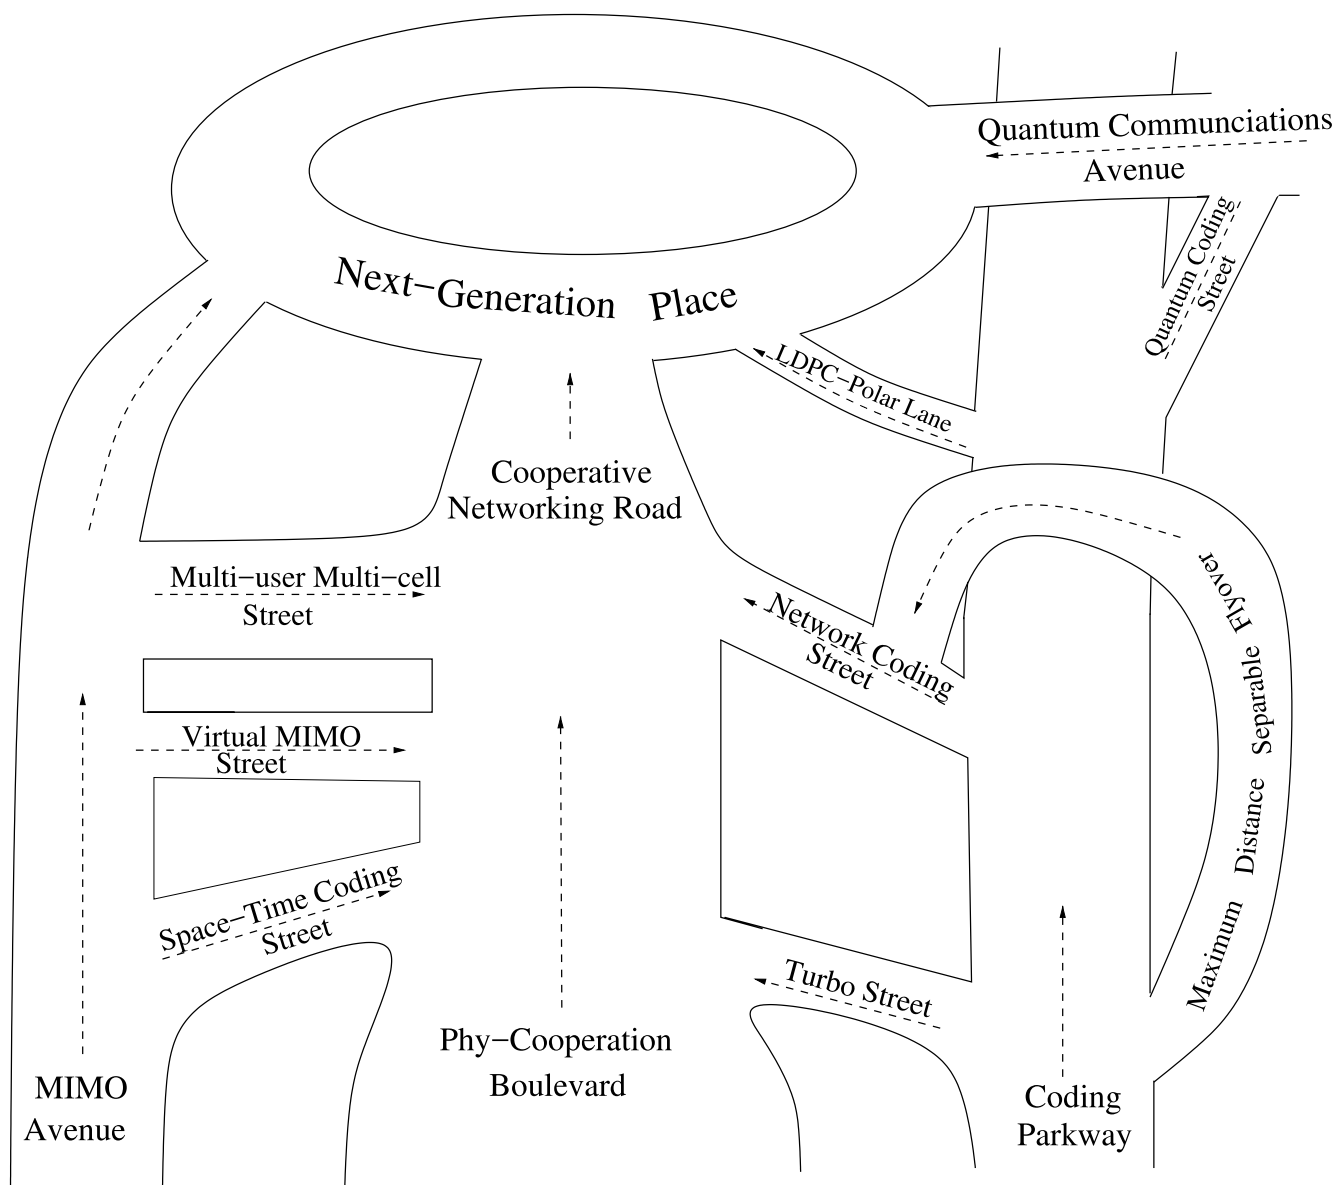 Quantum Communciations
Avenue
Quantum Coding
Street
Next−Generation Place
LDPC−Polar Lane
Cooperative
Networking Road
Multi−user Multi−cell
Street
Network Coding
Street
Maximum Distance Separable Flyover
Virtual MIMO
Street
Space−Time Coding
Street
Turbo Street
Phy−Cooperation
Boulevard
MIMO
Avenue
Coding
Parkway